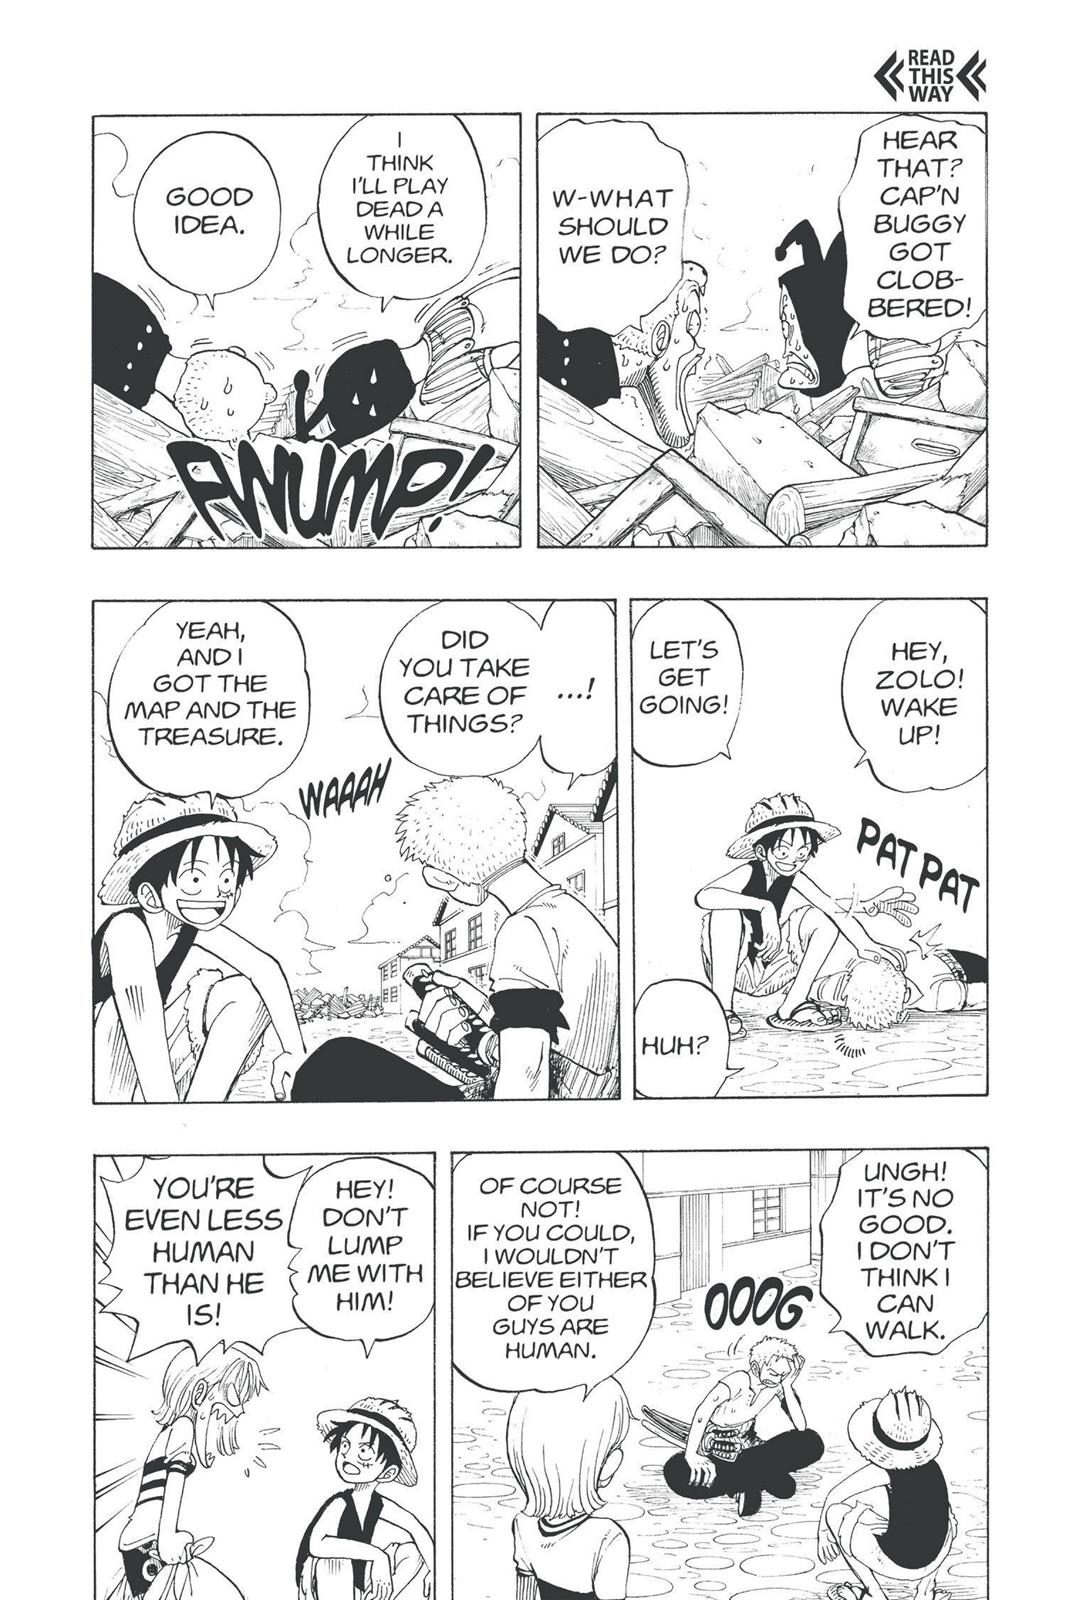 READ
THIS
WAY
HEAR
THAT?
CAP'N
BUGGY
GOT
CLOB-
BERED!
W-WHAT
SHOULD
WE DO?
I
THINK
I'LL PLAY
DEAD A
WHILE
LONGER.
GOOD
IDEA.
PWUMP!
HEY,
ZOLO!
WAKE
UP!
LET'S
GET
GOING!
PAT PAT
HUH?
...!
DID
YOU TAKE
CARE OF
THINGS?
WAAAH
YEAH,
AND I
GOT THE
MAP AND THE
TREASURE.
UNGH!
IT'S NO
GOOD.
I DON'T
THINK I
CAN
WALK.
OOOG
OF COURSE
NOT!
IF YOU COULD,
I WOULDN'T
BELIEVE EITHER
OF YOU
GUYS ARE
HUMAN.
HEY!
DON'T
LUMP
ME WITH
HIM!
YOU'RE
EVEN LESS
HUMAN
THAN HE
IS!